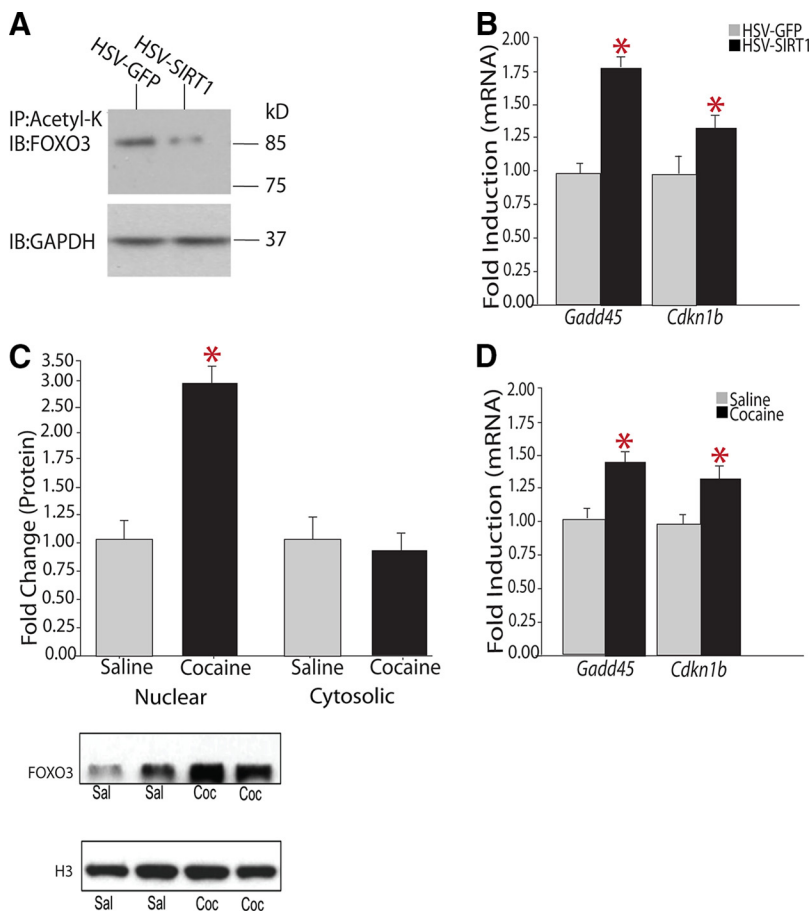 A
HSV-GFP
HSV-SIRT1
IP:Acetyl-K
kD
IB:FOXO3
85
75
IB:GAPDH
37
B
HSV-GFP
HSV-SIRT1
Fold Induction (mRNA)
2.00
1.75
1.50
1.25
1.00
0.75
0.50
0.25
0.00
*
*
Gadd45
Cdkn1b
C
Fold Change (Protein)
3.50
3.00
2.50
2.00
1.75
1.50
1.25
1.00
0.75
0.50
0.25
0.00
*
Saline Cocaine Saline Cocaine
Nuclear Cytosolic
FOXO3
Sal Sal Coc Coc
H3
Sal Sal Coc Coc
D
Saline
Cocaine
Fold Induction (mRNA)
2.00
1.75
1.50
1.25
1.00
0.75
0.50
0.25
0.00
*
*
Gadd45
Cdkn1b